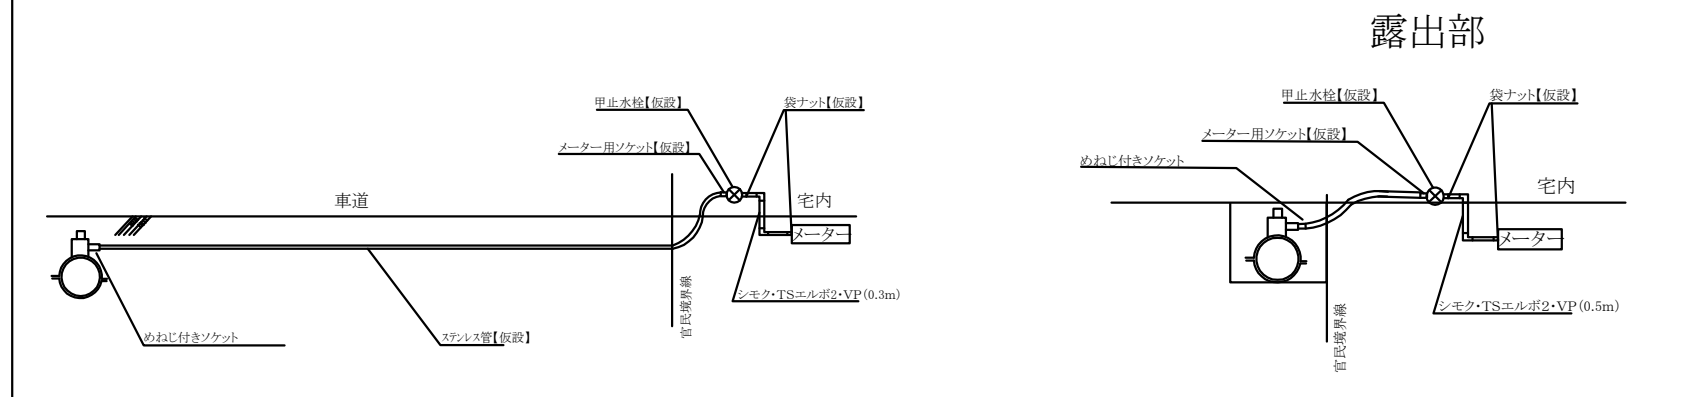 露出部
甲止水栓【仮設】
袋ナット【仮設】
メーター用ソケット【仮設】
車道
宅内
メーター
シモク・TSエルボ2・VP(0.3m)
官民境界線
めねじ付きソケット
ステンレス管【仮設】
甲止水栓【仮設】
袋ナット【仮設】
メーター用ソケット【仮設】
めねじ付きソケット
宅内
メーター
シモク・TSエルボ2・VP(0.5m)
官民境界線